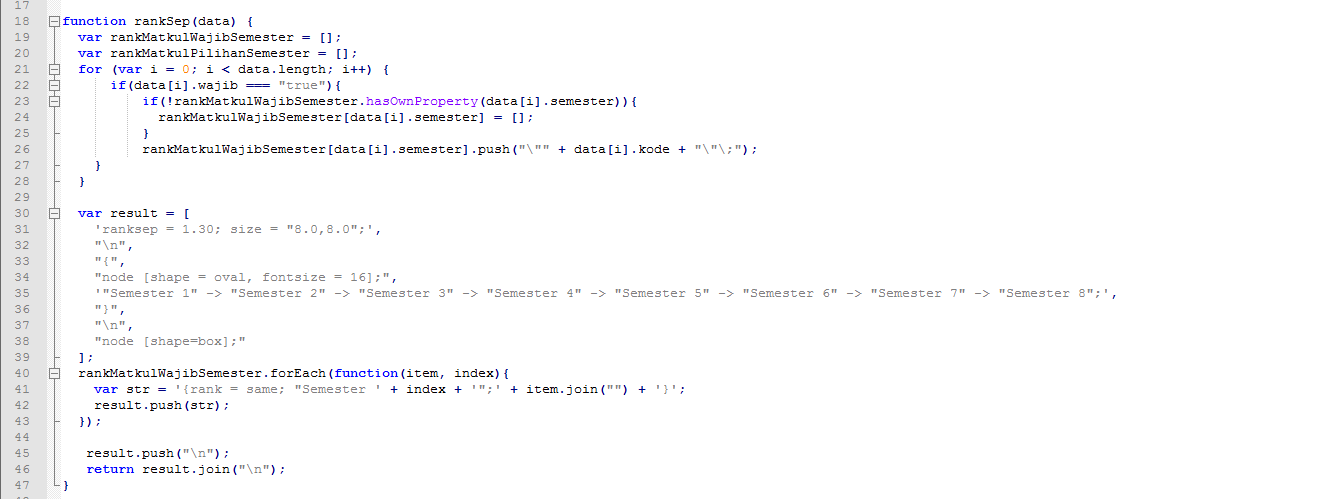 17
18 function rankSep(data) {
19 var rankMatkulWajibSemester = [];
20 var rankMatkulPilihanSemester = [];
21 for (var i = 0; i < data.length; i++) {
22 if(data[i].wajib === "true"){
23 if(!rankMatkulWajibSemester.hasOwnProperty(data[i].semester)){
24 rankMatkulWajibSemester[data[i].semester] = [];
25 }
26 rankMatkulWajibSemester[data[i].semester].push("\"" + data[i].kode + "\"\;");
27 }
28 }
29
30 var result = [
31 'ranksep = 1.30; size = "8.0,8.0";',
32 "\n",
33 "{",
34 "node [shape = oval, fontsize = 16];",
35 '"Semester 1" -> "Semester 2" -> "Semester 3" -> "Semester 4" -> "Semester 5" -> "Semester 6" -> "Semester 7" -> "Semester 8";',
36 "}",
37 "\n",
38 "node [shape=box];"
39 ];
40 rankMatkulWajibSemester.forEach(function(item, index){
41 var str = '{rank = same; "Semester ' + index + '";' + item.join("") + '}';
42 result.push(str);
43 });
44
45 result.push("\n");
46 return result.join("\n");
47 }